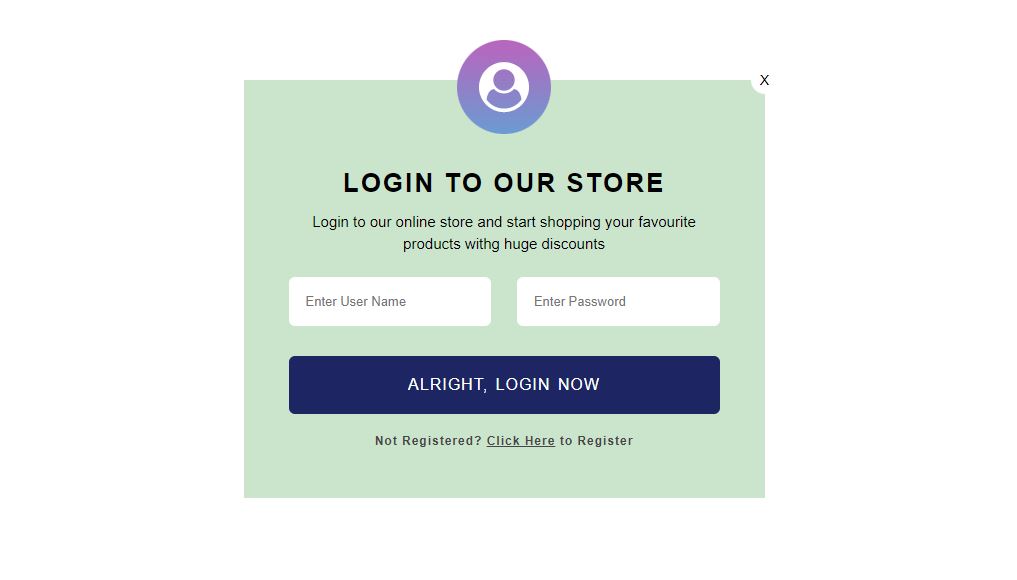 X
LOGIN TO OUR STORE
Login to our online store and start shopping your favourite
products withg huge discounts
Enter User Name
Enter Password
ALRIGHT, LOGIN NOW
Not Registered? Click Here to Register